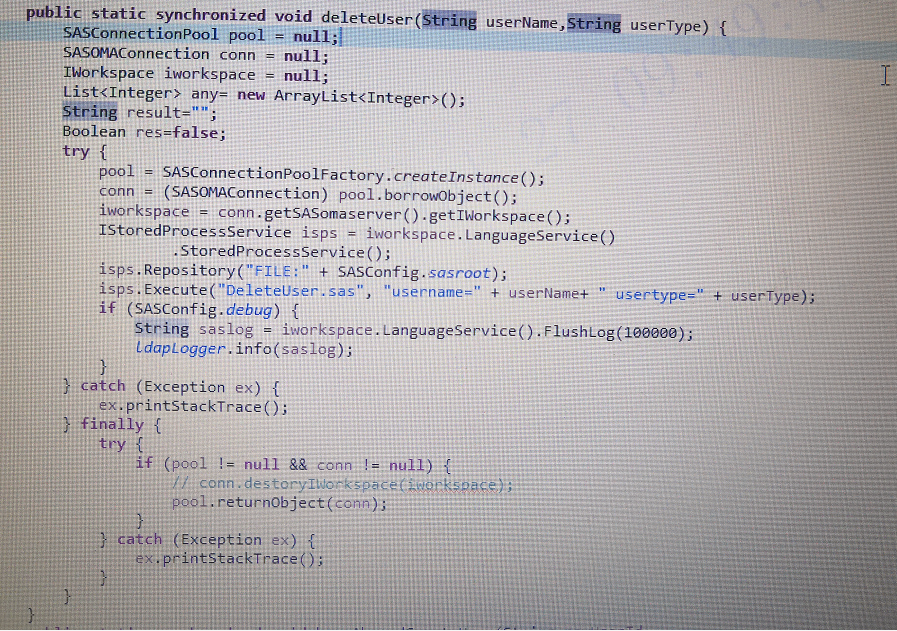 public static synchronized void deleteUser(String userName,String userType) {
SASConnectionPool pool = null;
SASOMAConnection conn = null;
IWorkspace iworkspace = null;
List<Integer> any= new ArrayList<Integer>();
String result="";
Boolean res=false;
try {
pool = SASConnectionPoolFactory.createInstance();
conn = (SASOMAConnection) pool.borrowObject();
iworkspace = conn.getSASomaserver().getIWorkspace();
IStoredProcessService isps = iworkspace.LanguageService()
.StoredProcessService();
isps.Repository("FILE:" + SASConfig.sasroot);
isps.Execute("DeleteUser.sas", "username=" + userName+ " usertype=" + userType);
if (SASConfig.debug) {
String saslog = iworkspace.LanguageService().FlushLog(100000);
LdapLogger.info(saslog);
}
} catch (Exception ex) {
ex.printStackTrace();
} finally {
try {
if (pool != null && conn != null) {
// conn.destoryIWorkspace(iworkspace);
pool.returnObject(conn);
}
} catch (Exception ex) {
ex.printStackTrace();
}
}
}